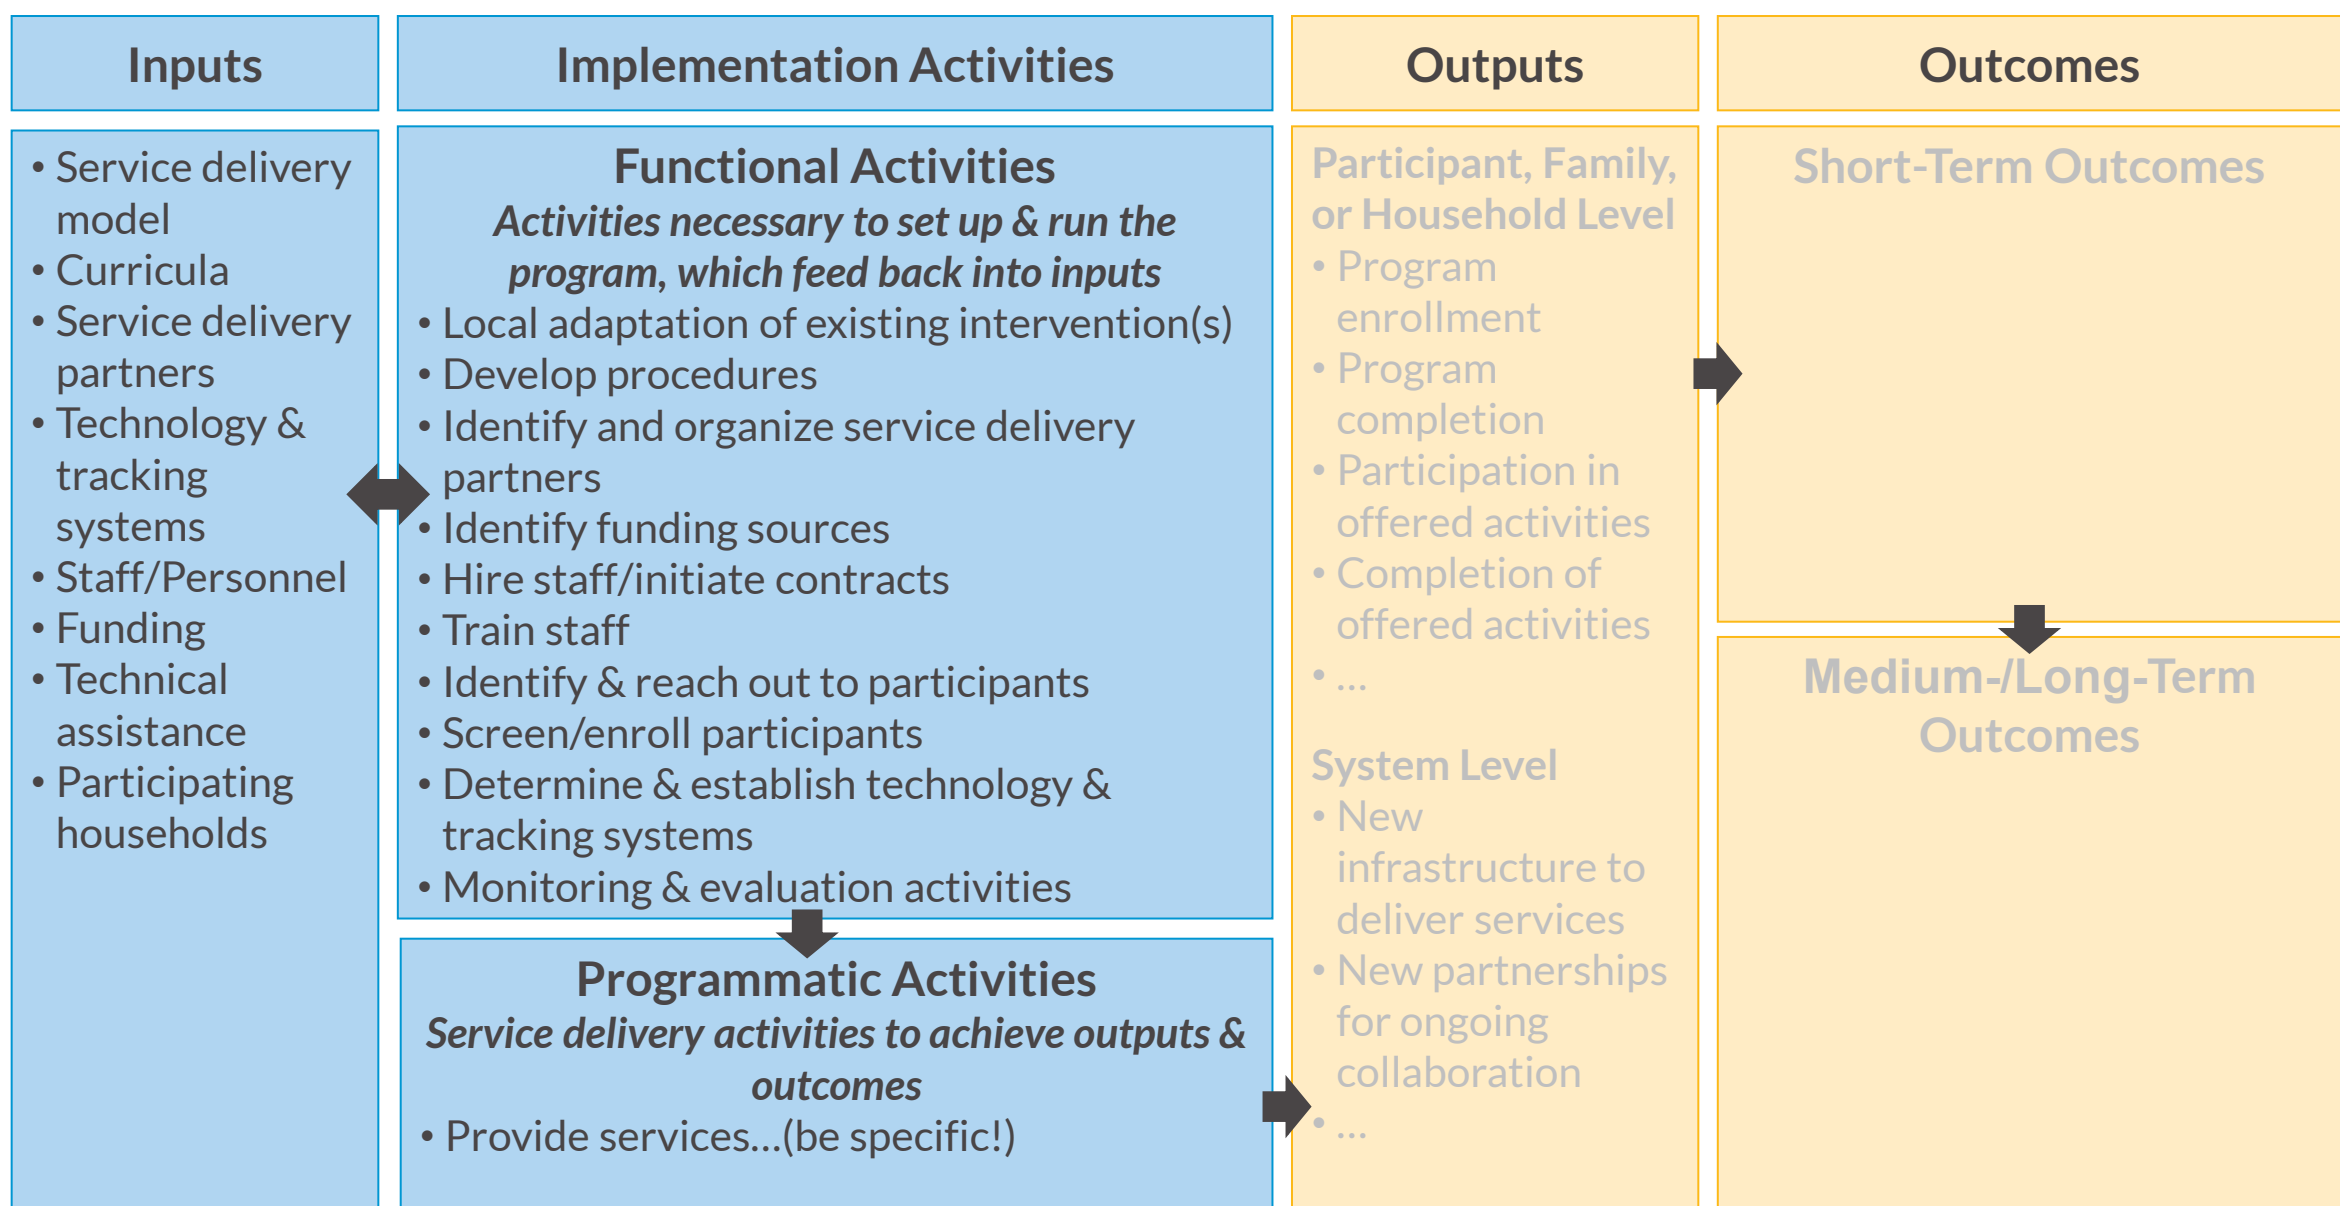 Inputs
Implementation Activities
Outputs
Outcomes
• Service delivery
model
• Curricula
• Service delivery
partners
• Technology &
tracking
systems
• Staff/Personnel
• Funding
• Technical
assistance
• Participating
households
Functional Activities
Activities necessary to set up & run the
program, which feed back into inputs
• Local adaptation of existing intervention(s)
• Develop procedures
• Identify and organize service delivery
partners
• Identify funding sources
• Hire staff/initiate contracts
• Train staff
• Identify & reach out to participants
• Screen/enroll participants
• Determine & establish technology &
tracking systems
• Monitoring & evaluation activities
Programmatic Activities
Service delivery activities to achieve outputs &
outcomes
• Provide services…(be specific!)
Participant, Family,
or Household Level
• Program
enrollment
• Program
completion
• Participation in
offered activities
• Completion of
offered activities
• …
System Level
• New
infrastructure to
deliver services
• New partnerships
for ongoing
collaboration
• …
Short-Term Outcomes
Medium-/Long-Term
Outcomes